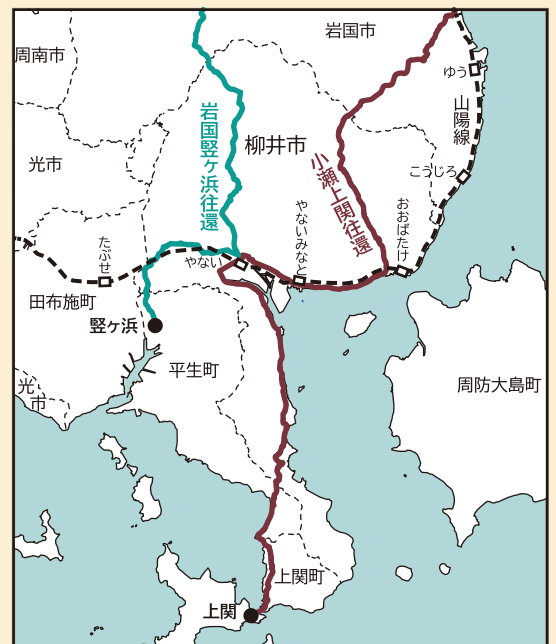 岩国市
周南市
ゆう
山陽線
岩国竪ヶ浜往還
柳井市
小瀬上関往還
光市
こうじろ
おおばたけ
やないみなと
たぶせ
やない
田布施町
竪ヶ浜
平生町
光市
周防大島町
上関町
上関